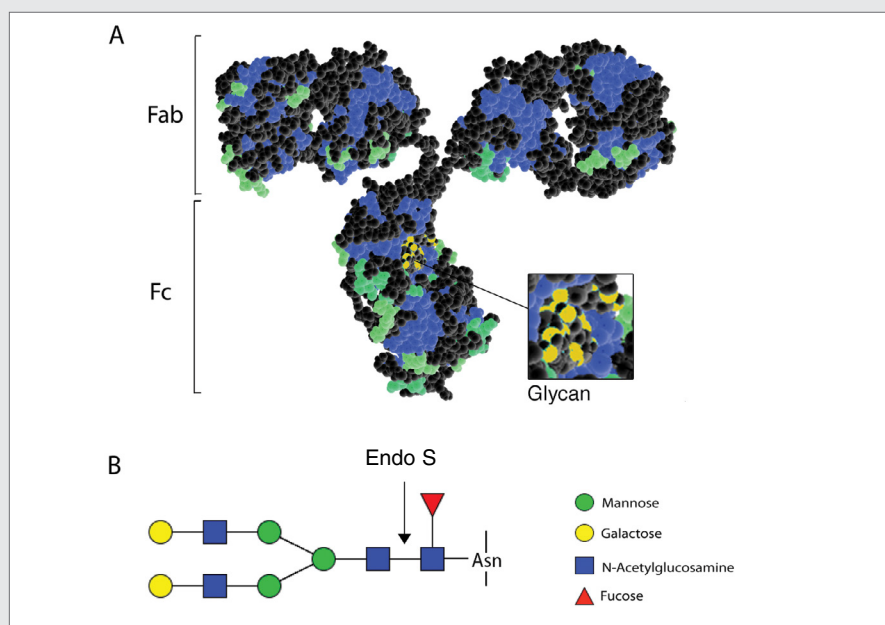 A
Fab
Fc
Glycan
B
Endo S
Asn
Mannose
Galactose
N-Acetylglucosamine
Fucose